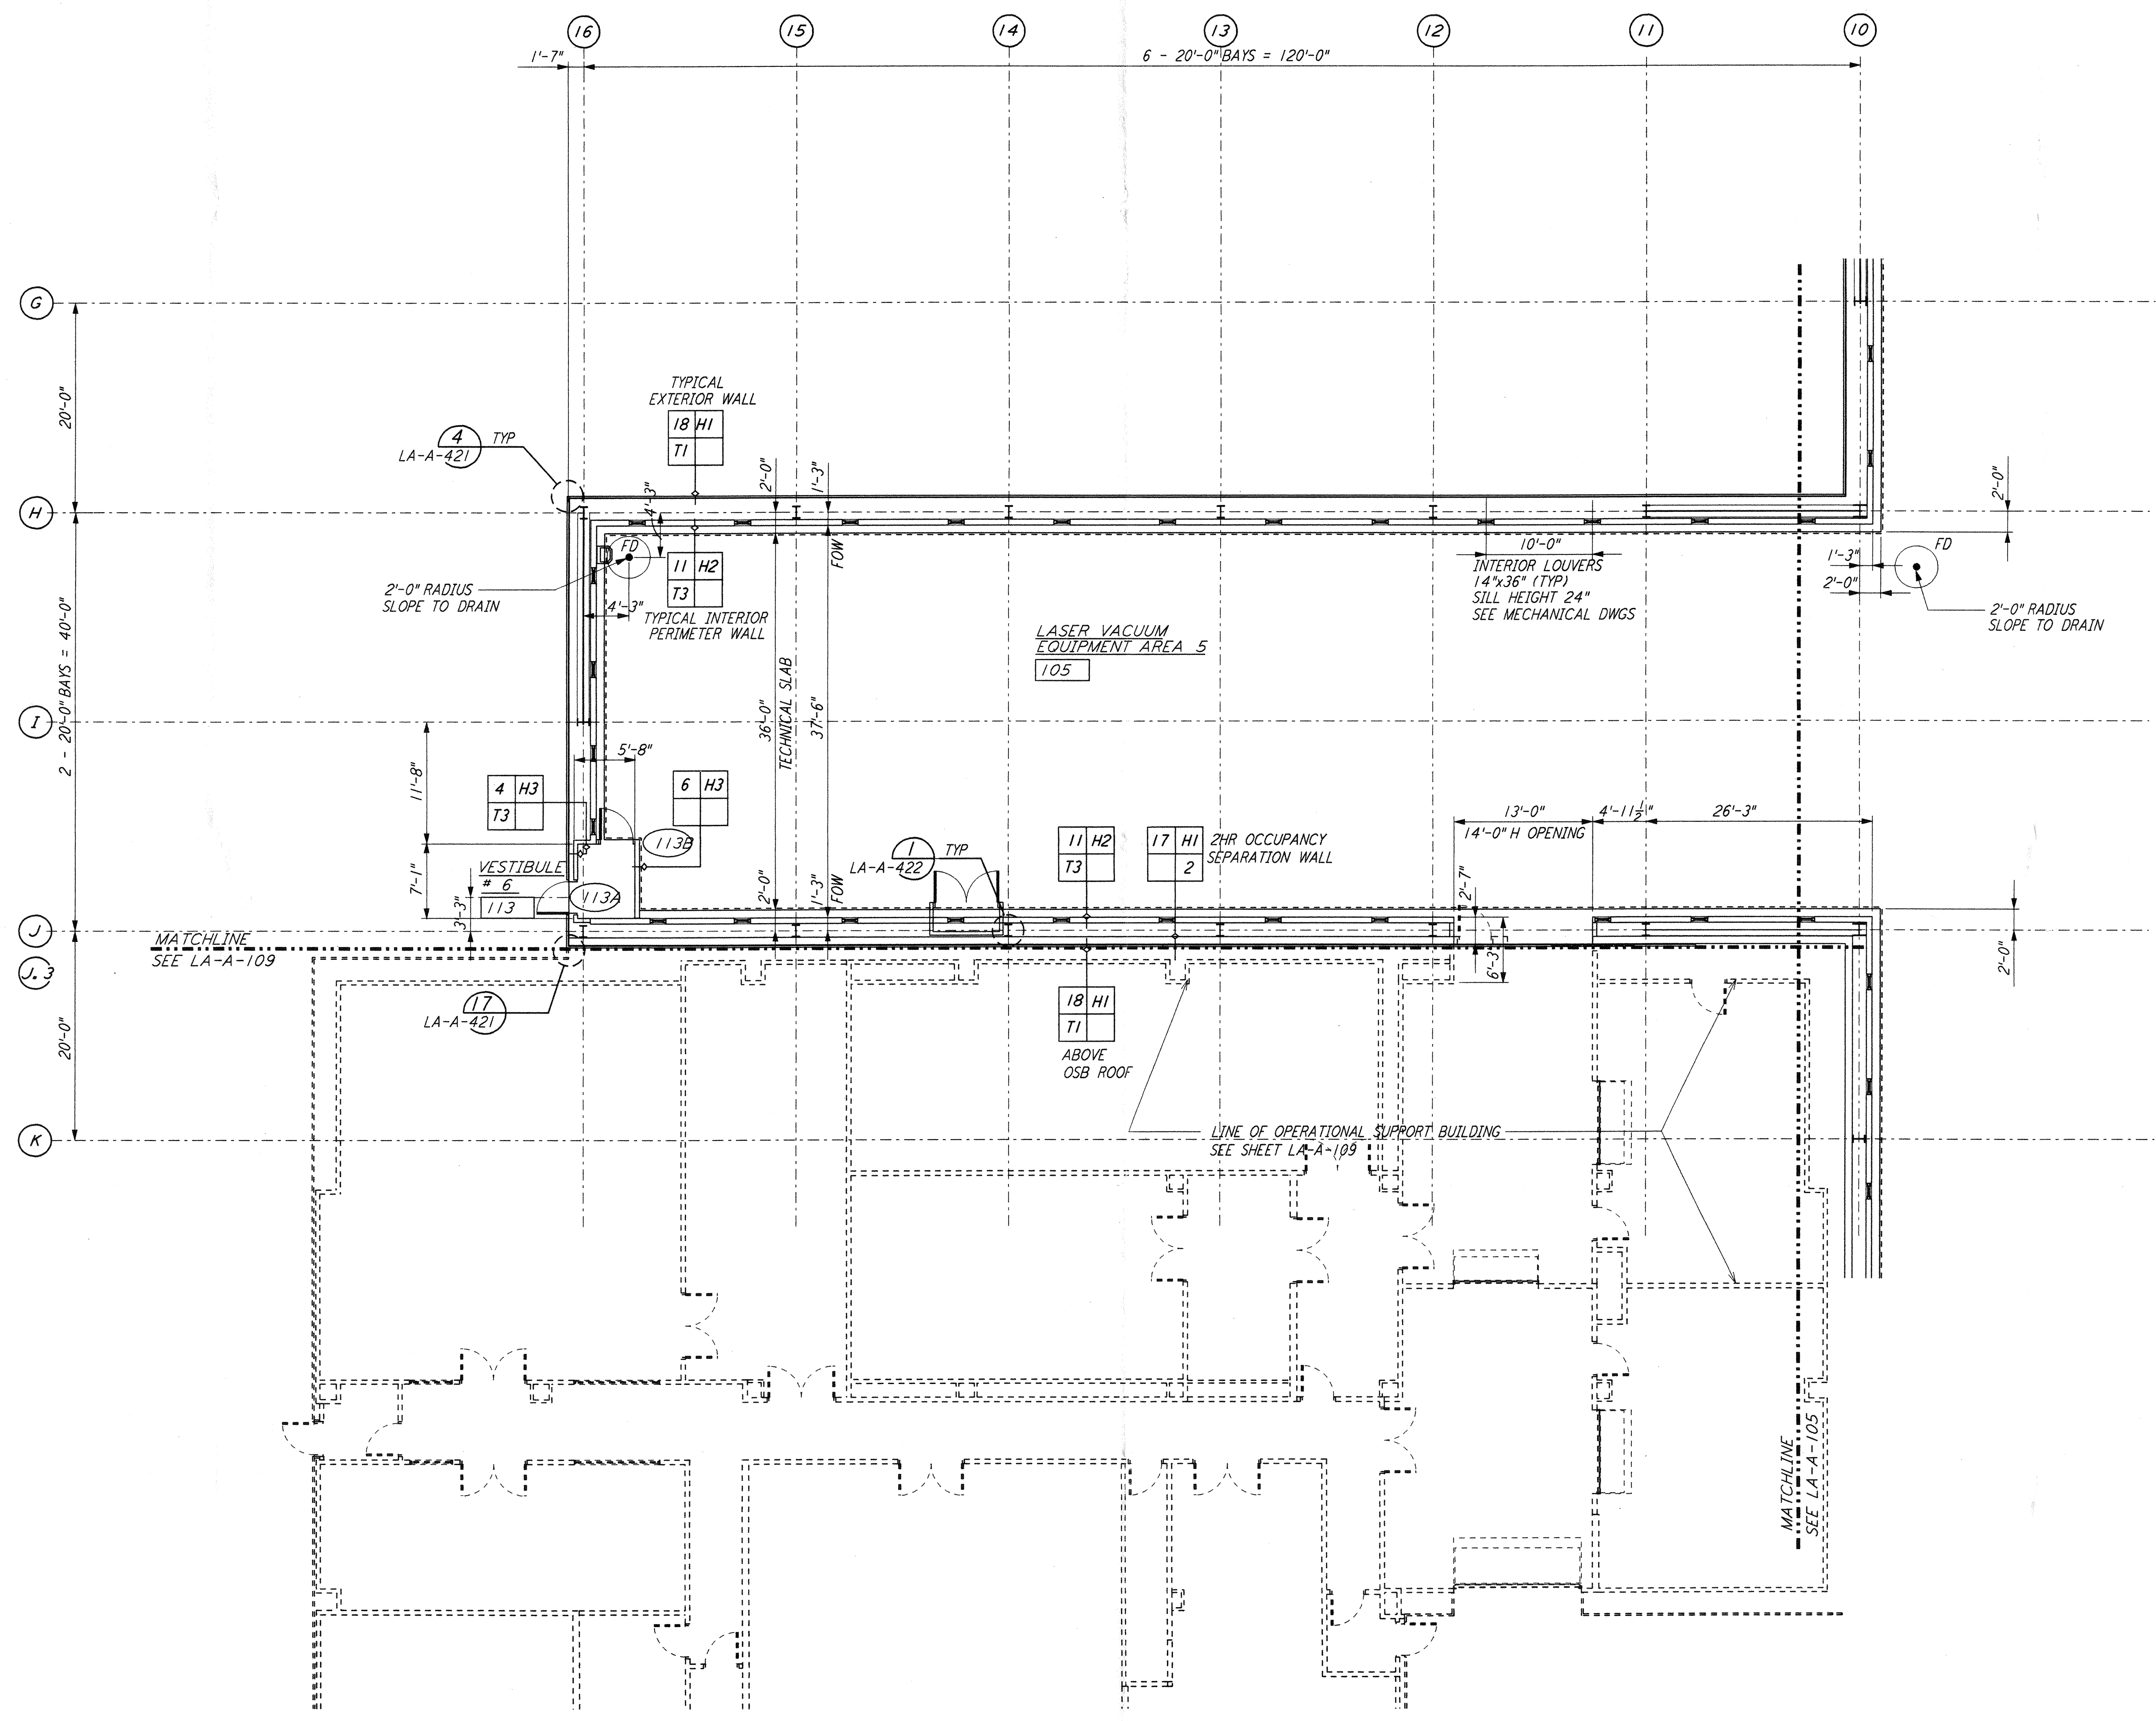 16
15
14
13
12
11
10
1'-7"
6 - 20'-0" BAYS = 120'-0"
G
H
I
J
J.3
K
20'-0"
2 - 20'-0" BAYS = 40'-0"
20'-0"
TYPICAL
EXTERIOR WALL
18 H1
T1
4
TYP
LA-A-421
2'-0"
1'-3"
4'-3"
FD
FOW
2'-0" RADIUS
SLOPE TO DRAIN
4'-3"
11 H2
T3
TYPICAL INTERIOR
PERIMETER WALL
10'-0"
INTERIOR LOUVERS
14"x36" (TYP)
SILL HEIGHT 24"
SEE MECHANICAL DWGS
2'-0"
1'-3"
2'-0"
FD
2'-0" RADIUS
SLOPE TO DRAIN
LASER VACUUM
EQUIPMENT AREA 5
105
36'-0"
TECHNICAL SLAB
37'-6"
11'-8"
5'-8"
4 H3
T3
6 H3
113B
7'-1"
3'-3"
VESTIBULE
# 6
113
113A
1
TYP
LA-A-422
2'-0"
1'-3"
FOW
11 H2
T3
17 H1
2
2HR OCCUPANCY
SEPARATION WALL
13'-0"
14'-0" H OPENING
4'-11 1/2"
26'-3"
2'-7"
6'-3"
2'-0"
MATCHLINE
SEE LA-A-109
17
LA-A-421
18 H1
T1
ABOVE
OSB ROOF
LINE OF OPERATIONAL SUPPORT BUILDING
SEE SHEET LA-A-109
MATCHLINE
SEE LA-A-105